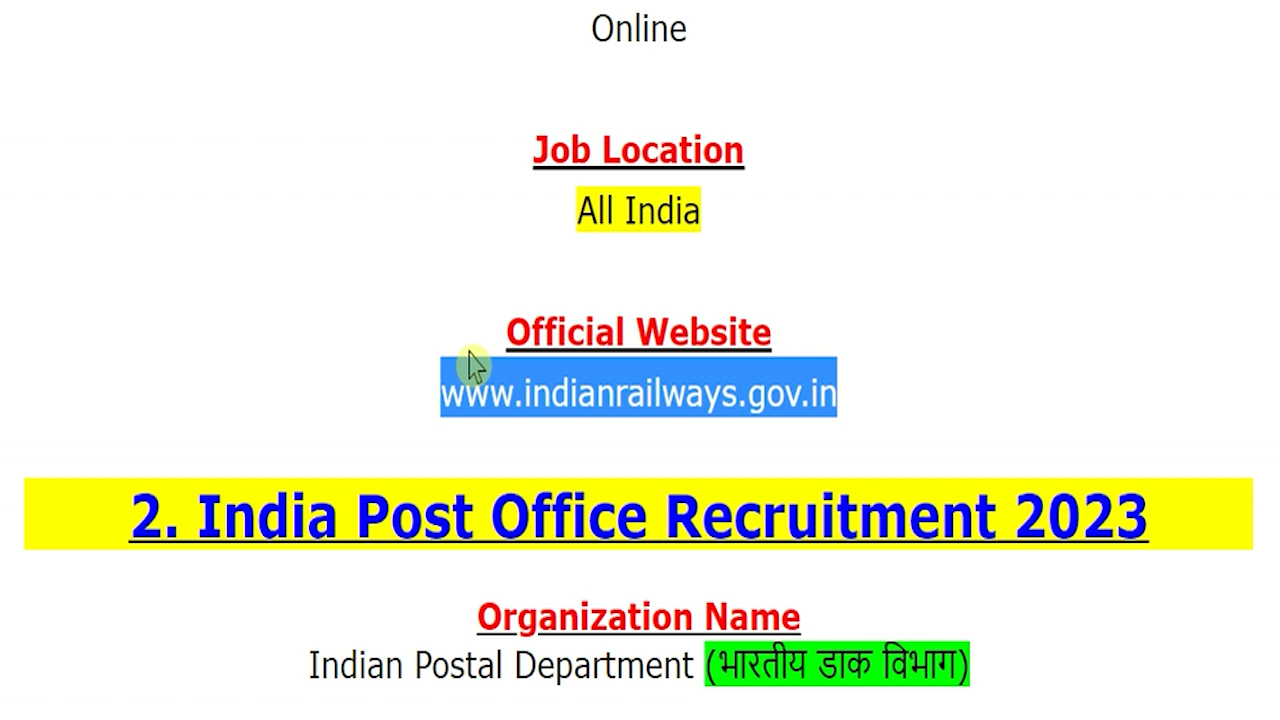 Online
Job Location
All India
Official Website
www.indianrailways.gov.in
2. India Post Office Recruitment 2023
Organization Name
Indian Postal Department (भारतीय डाक विभाग)